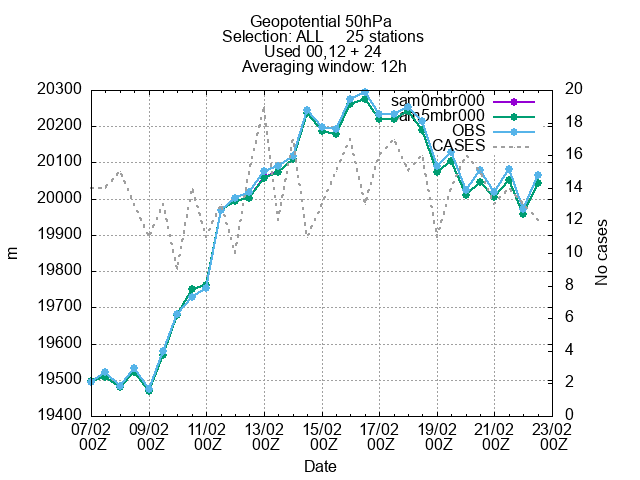 Geopotential 50hPa
Selection: ALL 25 stations
Used 00,12 + 24
Averaging window: 12h
sam0mbr000
sam5mbr000
OBS
CASES
20300
20200
20100
20000
19900
19800
19700
19600
19500
19400
m
20
18
16
14
12
10
8
6
4
2
0
No cases
07/02 09/02 11/02 13/02 15/02 17/02 19/02 21/02 23/02
00Z 00Z 00Z 00Z 00Z 00Z 00Z 00Z 00Z
Date